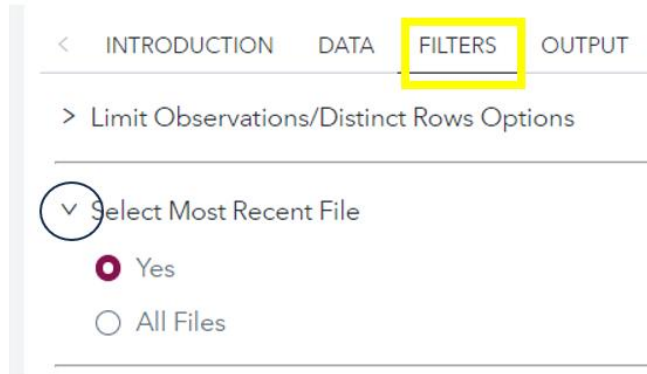 < INTRODUCTION DATA FILTERS OUTPUT
> Limit Observations/Distinct Rows Options
Select Most Recent File
Yes
All Files